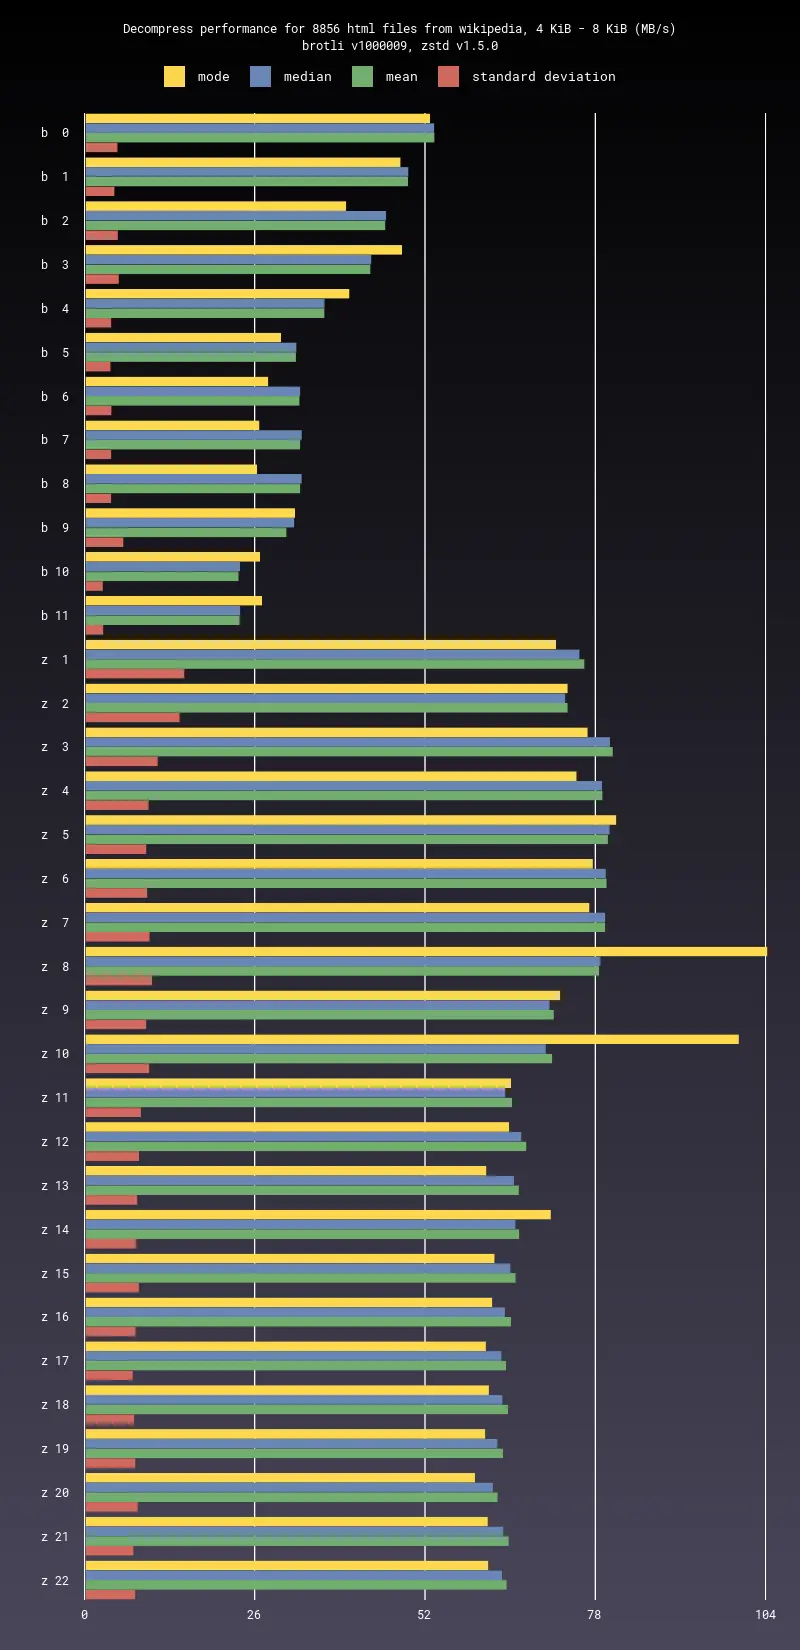 Decompress performance for 8856 html files from wikipedia, 4 KiB - 8 KiB (MB/s)
brotli v1000009, zstd v1.5.0
mode median mean standard deviation
b 0
b 1
b 2
b 3
b 4
b 5
b 6
b 7
b 8
b 9
b 10
b 11
z 1
z 2
z 3
z 4
z 5
z 6
z 7
z 8
z 9
z 10
z 11
z 12
z 13
z 14
z 15
z 16
z 17
z 18
z 19
z 20
z 21
z 22
0 26 52 78 104